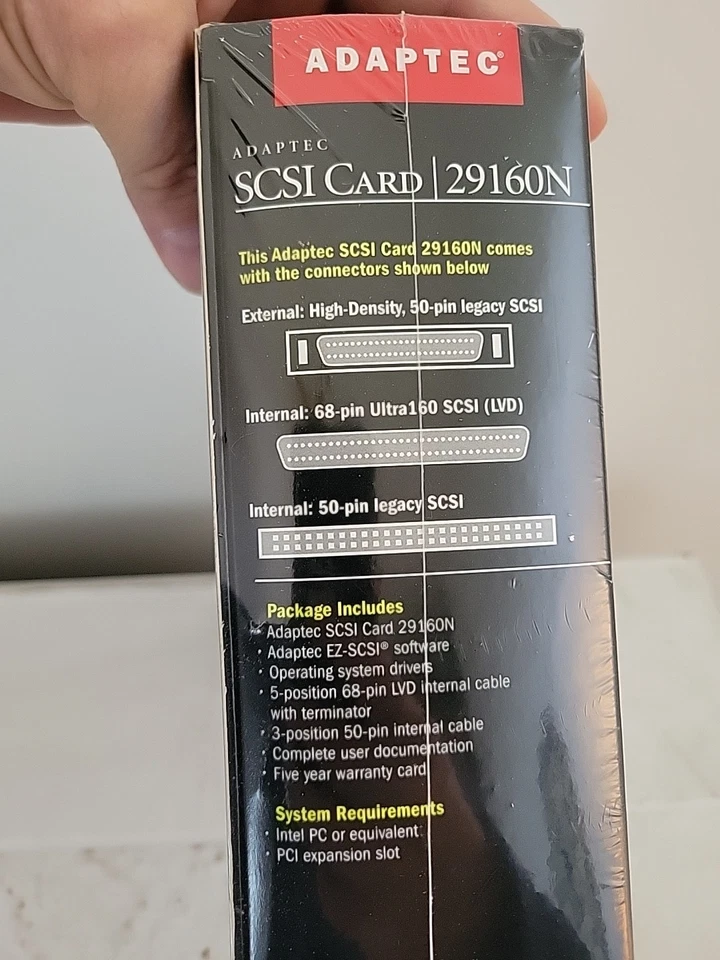 ADAPTEC®
ADAPTEC
SCSI CARD | 29160N
This Adaptec SCSI Card 29160N comes
with the connectors shown below
External: High-Density, 50-pin legacy SCSI
Internal: 68-pin Ultra160 SCSI (LVD)
Internal: 50-pin legacy SCSI
Package Includes
• Adaptec SCSI Card 29160N
• Adaptec EZ-SCSI® software
• Operating system drivers
• 5-position 68-pin LVD internal cable
with terminator
• 3-position 50-pin internal cable
• Complete user documentation
• Five year warranty card
System Requirements
• Intel PC or equivalent
• PCI expansion slot